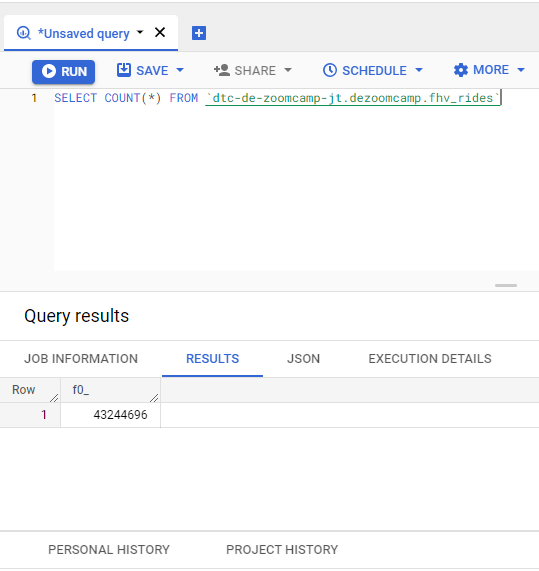 *Unsaved query
RUN SAVE SHARE SCHEDULE MORE
1 SELECT COUNT(*) FROM `dtc-de-zoomcamp-jt.dezoomcamp.fhv_rides`
Query results
JOB INFORMATION RESULTS JSON EXECUTION DETAILS
Row f0_
1 43244696
PERSONAL HISTORY PROJECT HISTORY